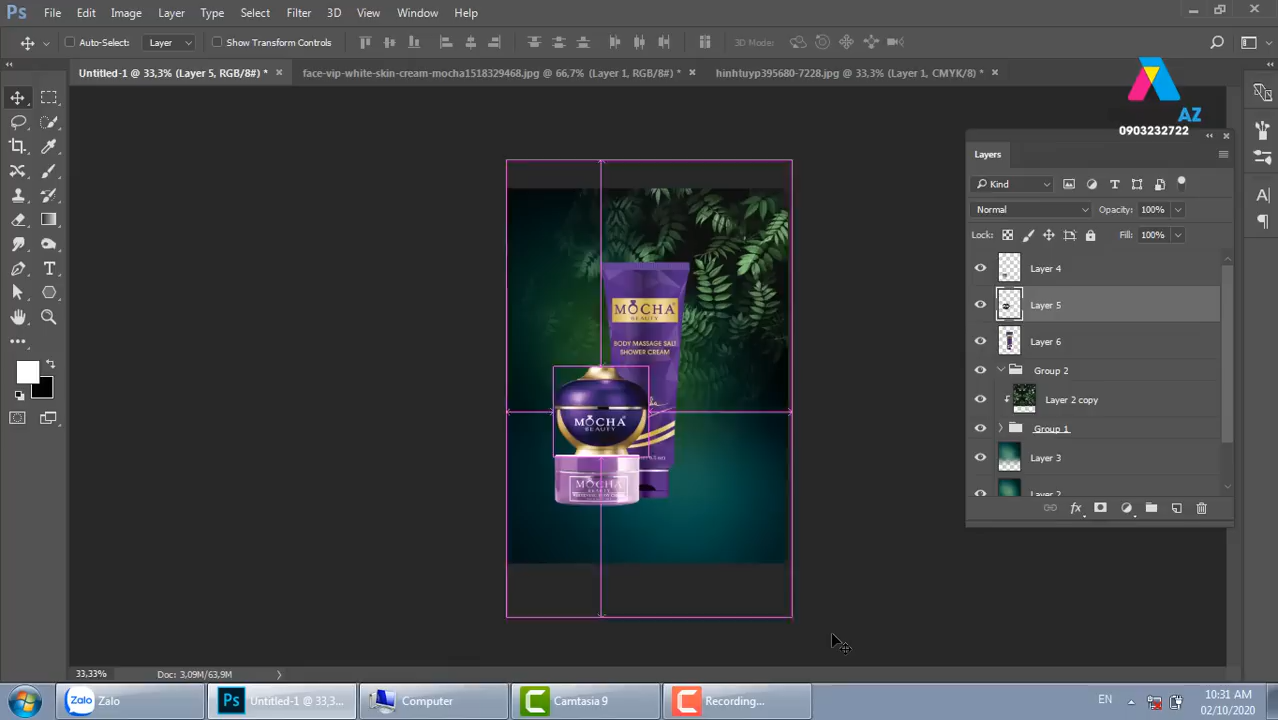 Ps File Edit Image Layer Type Select Filter 3D View Window Help
Auto-Select: Layer Show Transform Controls 3D Mode:
Untitled-1 @ 33,3% (Layer 5, RGB/8#) * × face-vip-white-skin-cream-mocha1518329468.jpg @ 66,7% (Layer 1, RGB/8#) * × hinhtuyp395680-7228.jpg @ 33,3% (Layer 1, CMYK/8) * ×
AZ
0903232722
Layers
Kind
Normal Opacity: 100%
Lock: Fill: 100%
Layer 4
Layer 5
Layer 6
Group 2
Layer 2 copy
Group 1
Layer 3
Layer 2
MOCHA
BEAUTY
BODY MASSAGE SALT
SHOWER CREAM
MOCHA
BEAUTY
MOCHA
BEAUTY
33,33% Doc: 3,09M/63,9M
Zalo Zalo
Ps Untitled-1 @ 33,3...
Computer
Camtasia 9
Recording...
EN
10:31 AM
02/10/2020